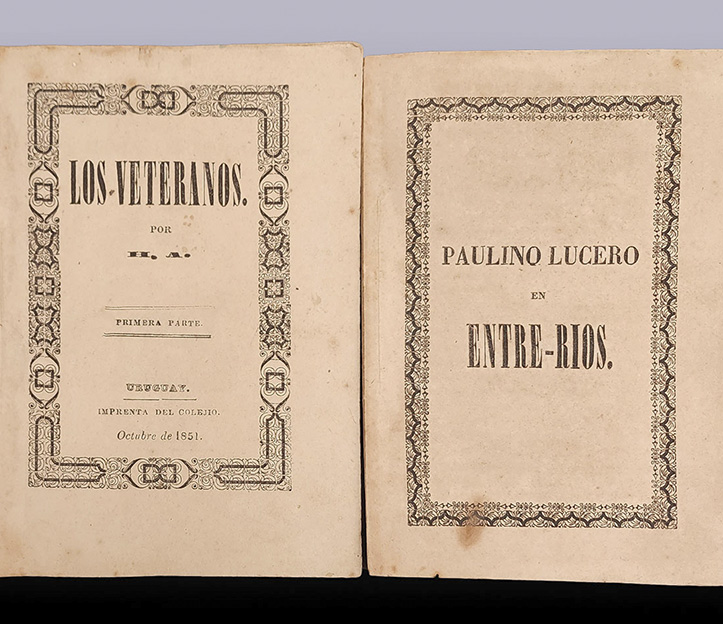 LOS VETERANOS.
POR
H. A.
PRIMERA PARTE.
URUGUAY.
IMPRENTA DEL COLEJIO.
Octubre de 1851.
PAULINO LUCERO
EN
ENTRE-RIOS.